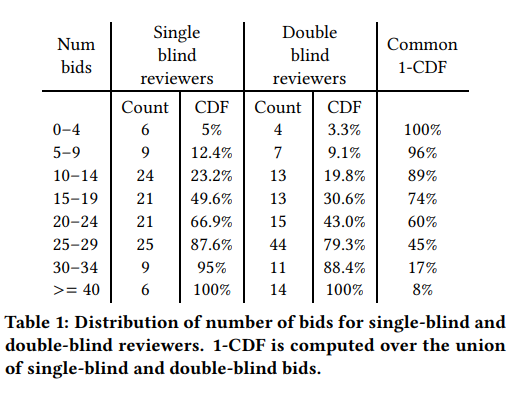 Num bids Single blind reviewers Double blind reviewers Common 1-CDF
Count CDF Count CDF
0–4 6 5% 4 3.3% 100%
5–9 9 12.4% 7 9.1% 96%
10–14 24 23.2% 13 19.8% 89%
15–19 21 49.6% 13 30.6% 74%
20–24 21 66.9% 15 43.0% 60%
25–29 25 87.6% 44 79.3% 45%
30–34 9 95% 11 88.4% 17%
>= 40 6 100% 14 100% 8%
Table 1: Distribution of number of bids for single-blind and
double-blind reviewers. 1-CDF is computed over the union
of single-blind and double-blind bids.